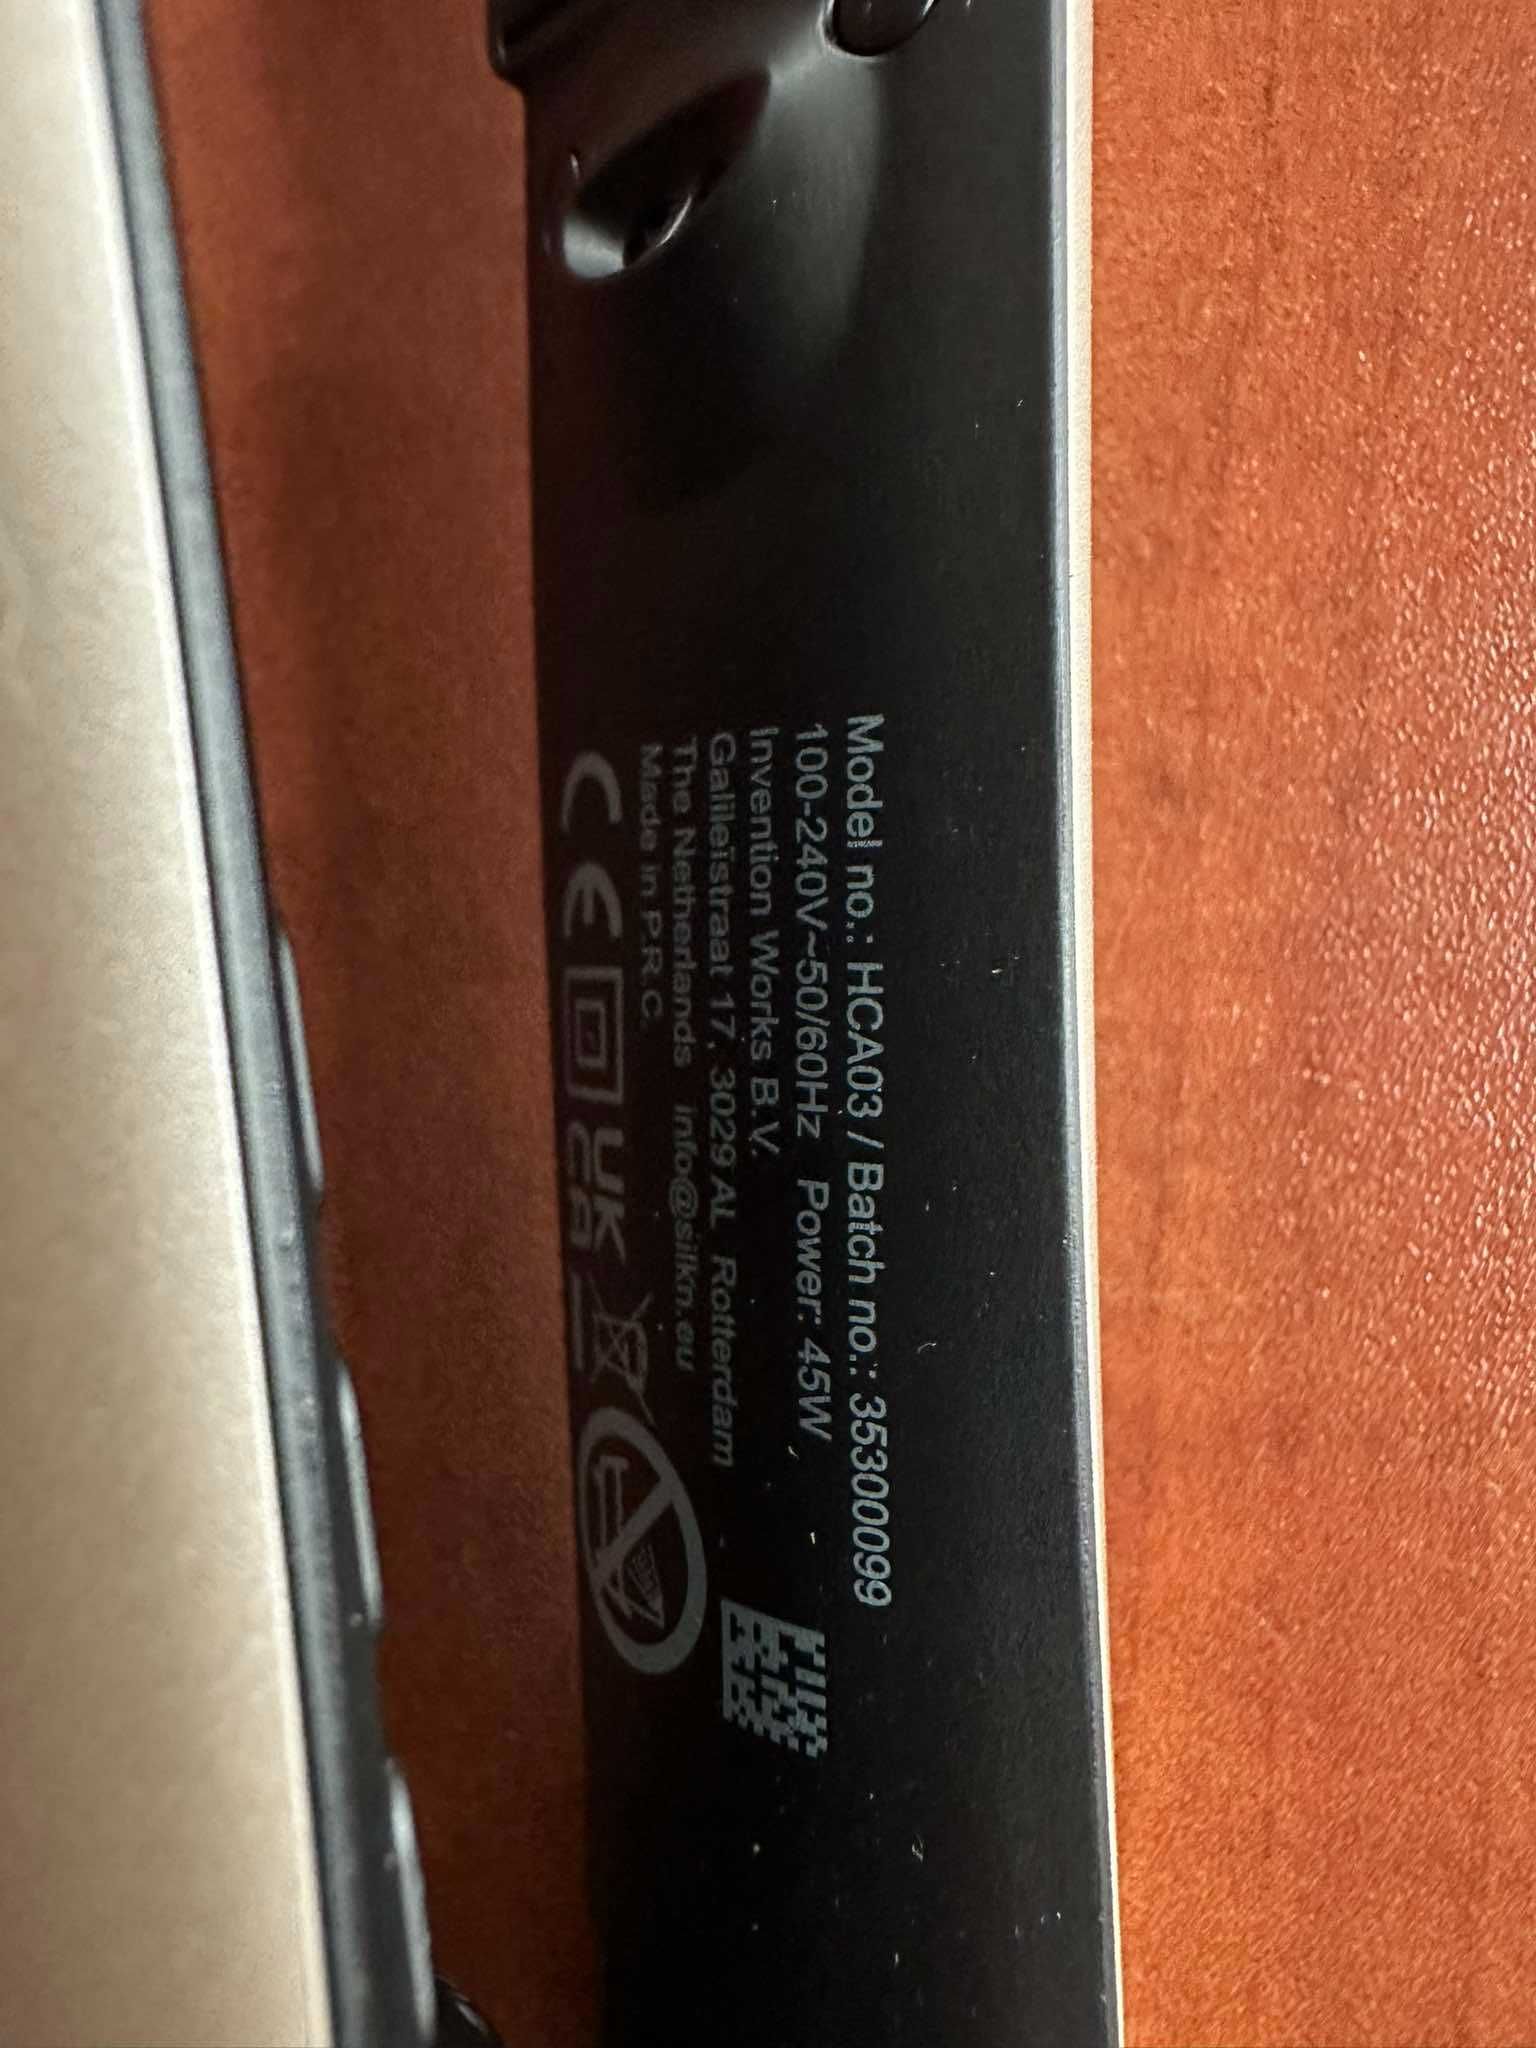 Model no.: HCA03 / Batch no.: 35300099
100-240V~50/60Hz Power: 45W
Invention Works B.V.
Galileïstraat 17, 3029 AL Rotterdam
The Netherlands info@silkn.eu
Made in P.R.C.
CE UK
CA